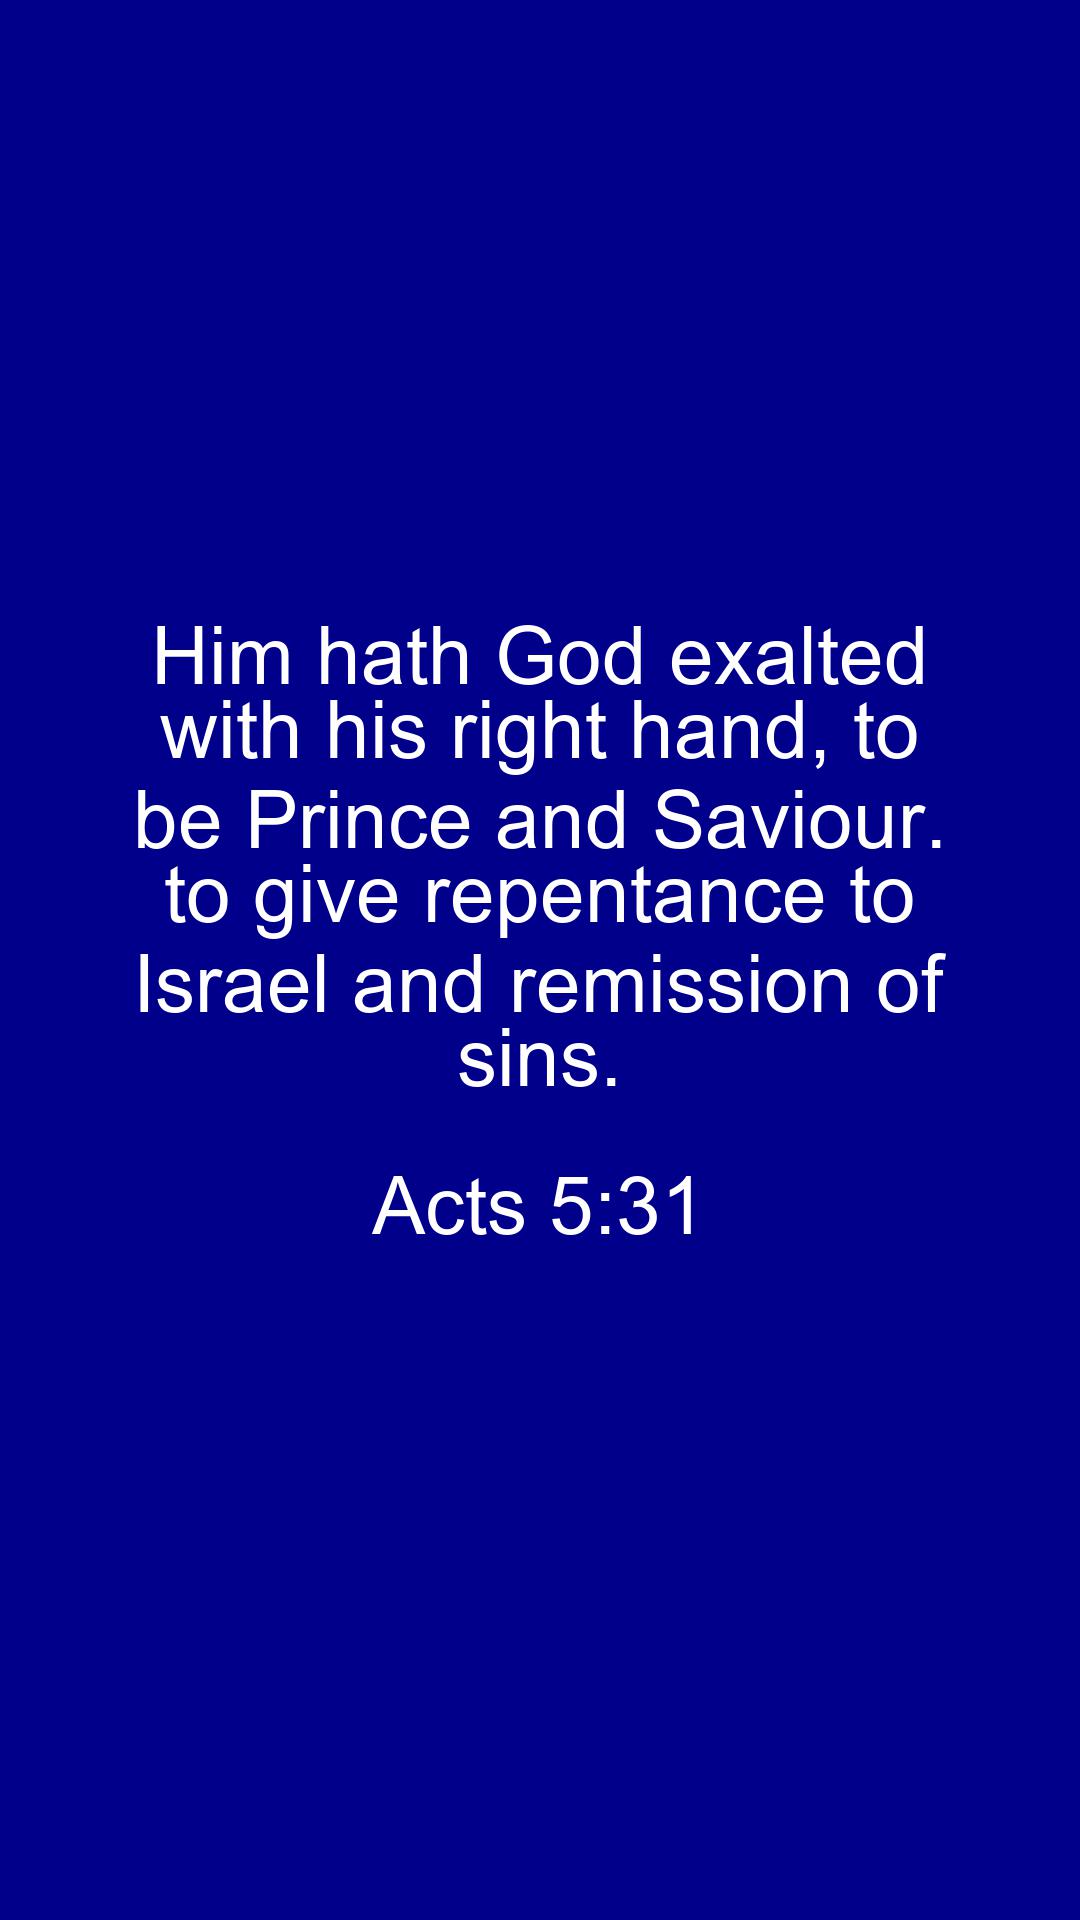 Him hath God exalted
with his right hand, to
be Prince and Saviour.
to give repentance to
Israel and remission of
sins.
Acts 5:31